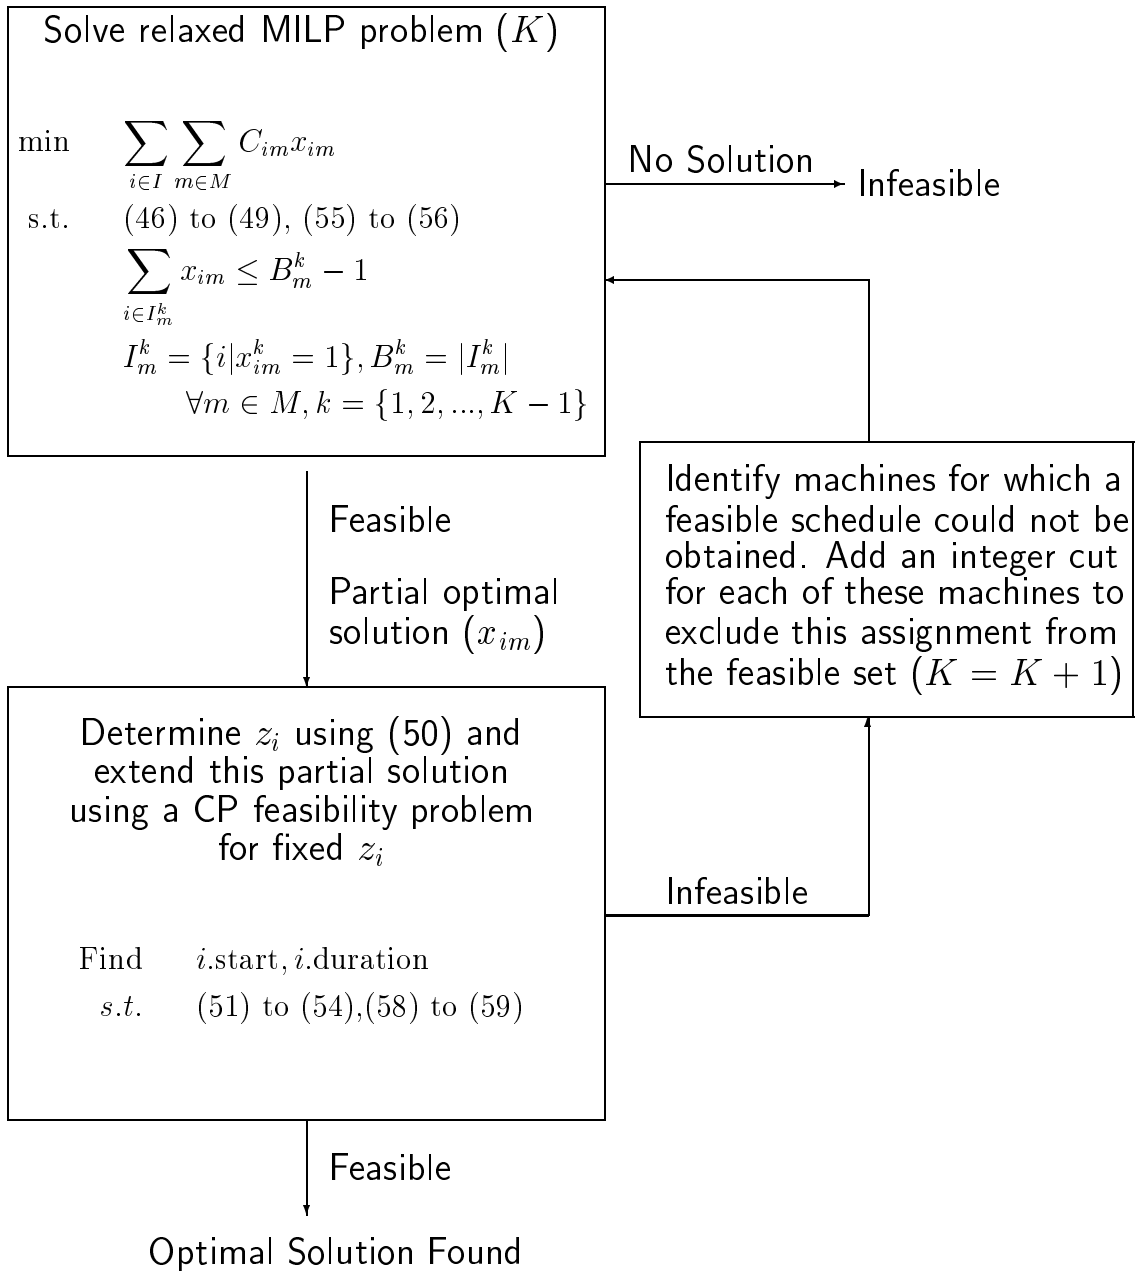 Solve relaxed MILP problem (K)
min ∑_{i∈I} ∑_{m∈M} C_{im} x_{im}
s.t. (46) to (49), (55) to (56)
∑_{i∈I_m^k} x_{im} ≤ B_m^k − 1
I_m^k = {i|x_{im}^k = 1}, B_m^k = |I_m^k|
∀m ∈ M, k = {1, 2, ..., K − 1}
No Solution
Infeasible
Feasible
Partial optimal
solution (x_{im})
Identify machines for which a
feasible schedule could not be
obtained. Add an integer cut
for each of these machines to
exclude this assignment from
the feasible set (K = K + 1)
Determine z_i using (50) and
extend this partial solution
using a CP feasibility problem
for fixed z_i
Find i.start, i.duration
s.t. (51) to (54),(58) to (59)
Infeasible
Feasible
Optimal Solution Found